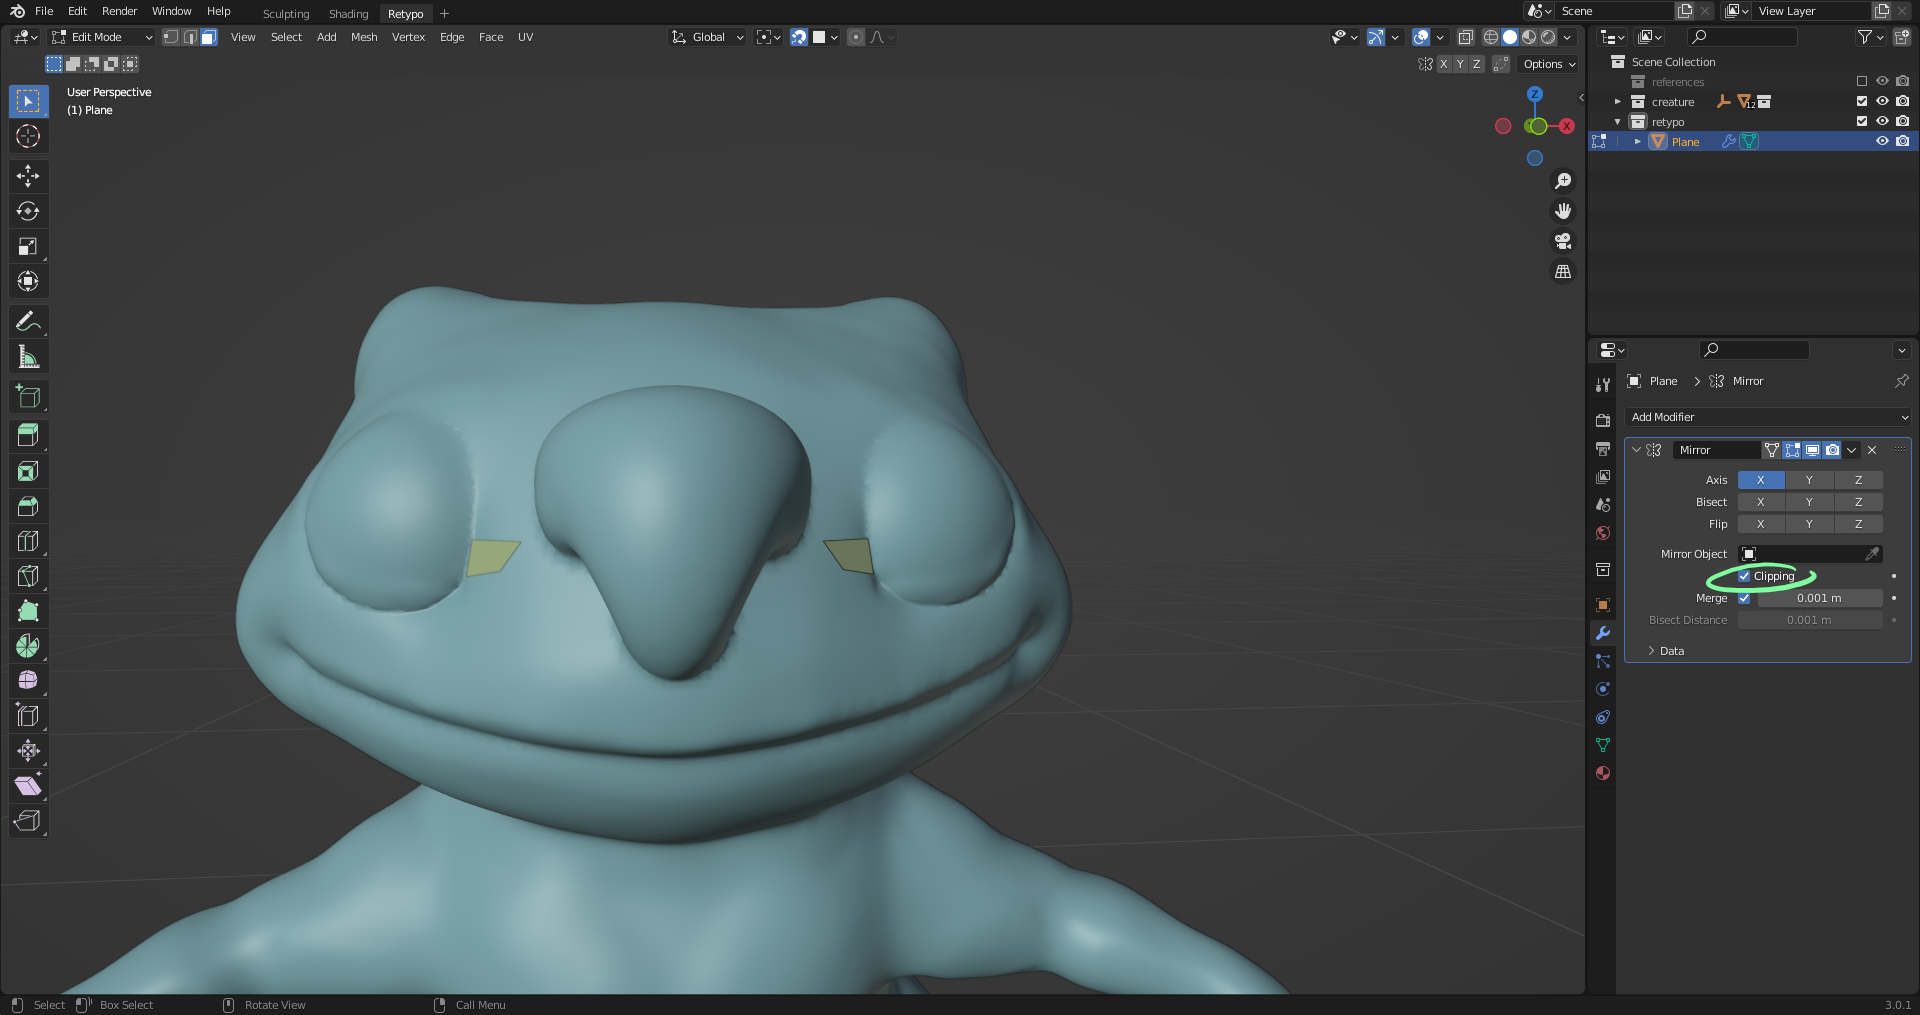 File Edit Render Window Help Sculpting Shading Retypo Scene View Layer
Edit Mode View Select Add Mesh Vertex Edge Face UV Global
X Y Z Options
User Perspective
(1) Plane
Z
X
Scene Collection
references
creature 12
retypo
Plane
Plane Mirror
Add Modifier
Mirror
Axis X Y Z
Bisect X Y Z
Flip X Y Z
Mirror Object
Clipping
Merge 0.001 m
Bisect Distance 0.001 m
Data
Select Box Select Rotate View Call Menu 3.0.1